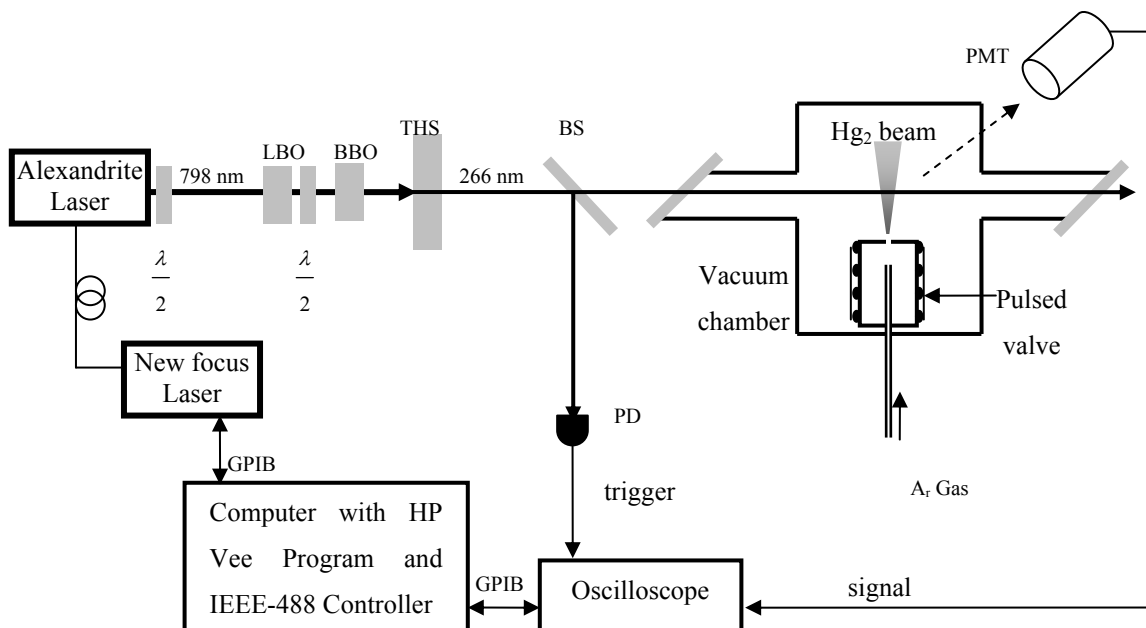 PMT
THS
BS
Hg₂ beam
LBO
BBO
Alexandrite
Laser
798 nm
266 nm
λ
2
λ
2
Vacuum
chamber
Pulsed
valve
New focus
Laser
PD
GPIB
trigger
Aᵣ Gas
Computer with HP
Vee Program and
IEEE-488 Controller
GPIB
Oscilloscope
signal